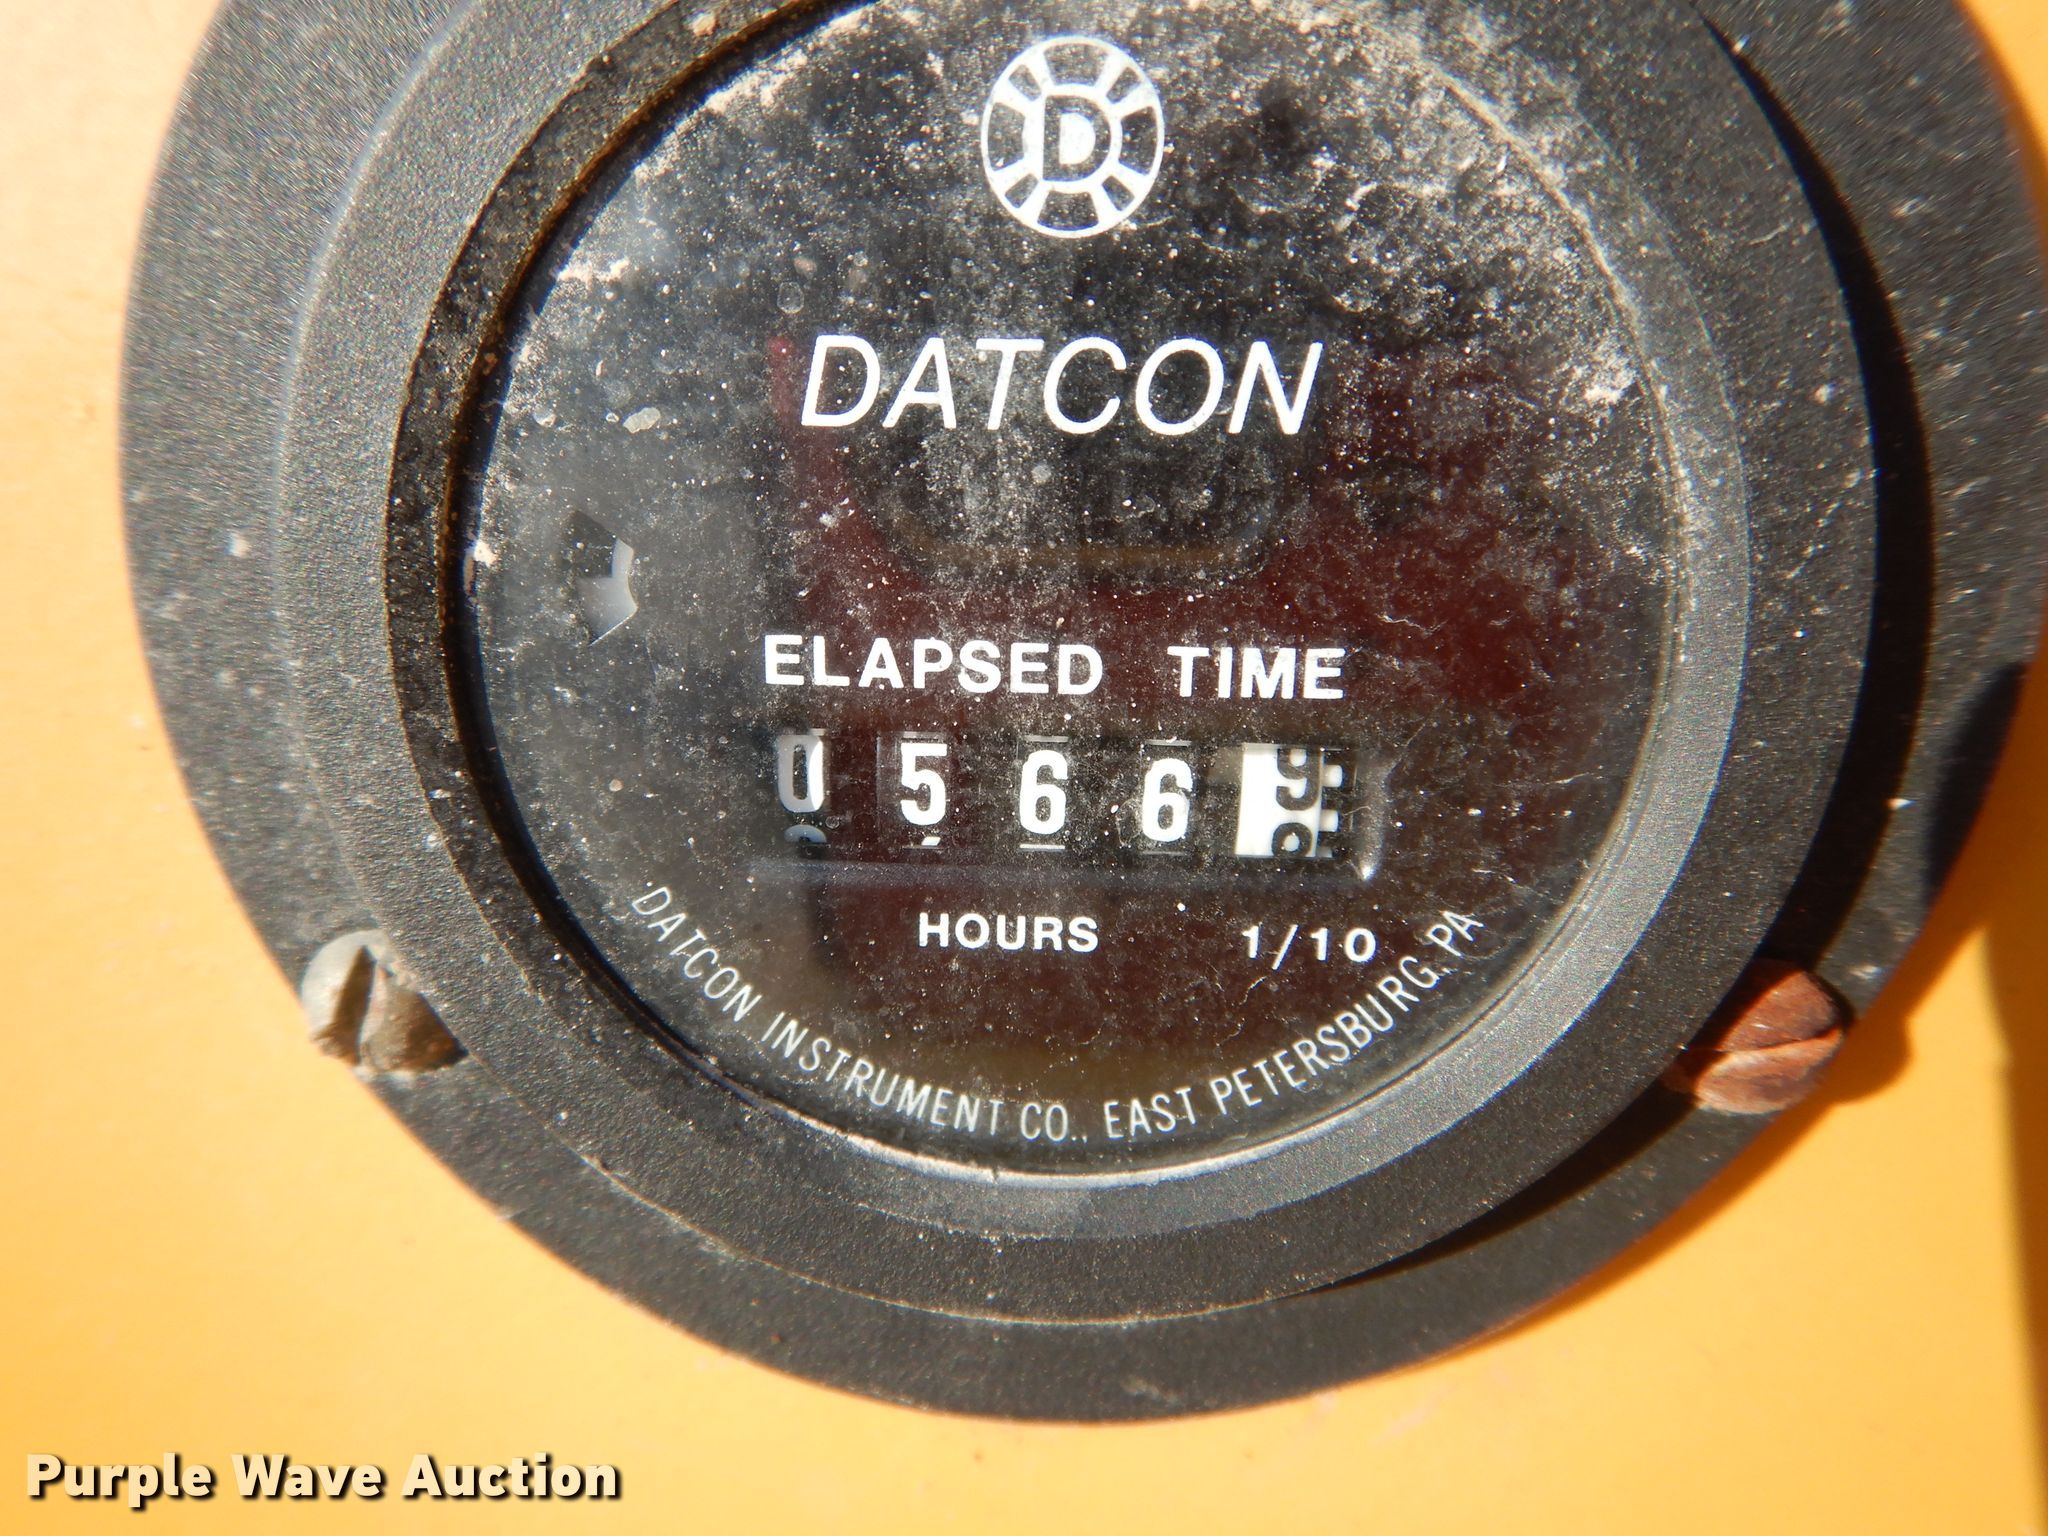 D
DATCON
ELAPSED TIME
0 5 6 6
HOURS 1/10
DATCON INSTRUMENT CO., EAST PETERSBURG, PA
Purple Wave Auction